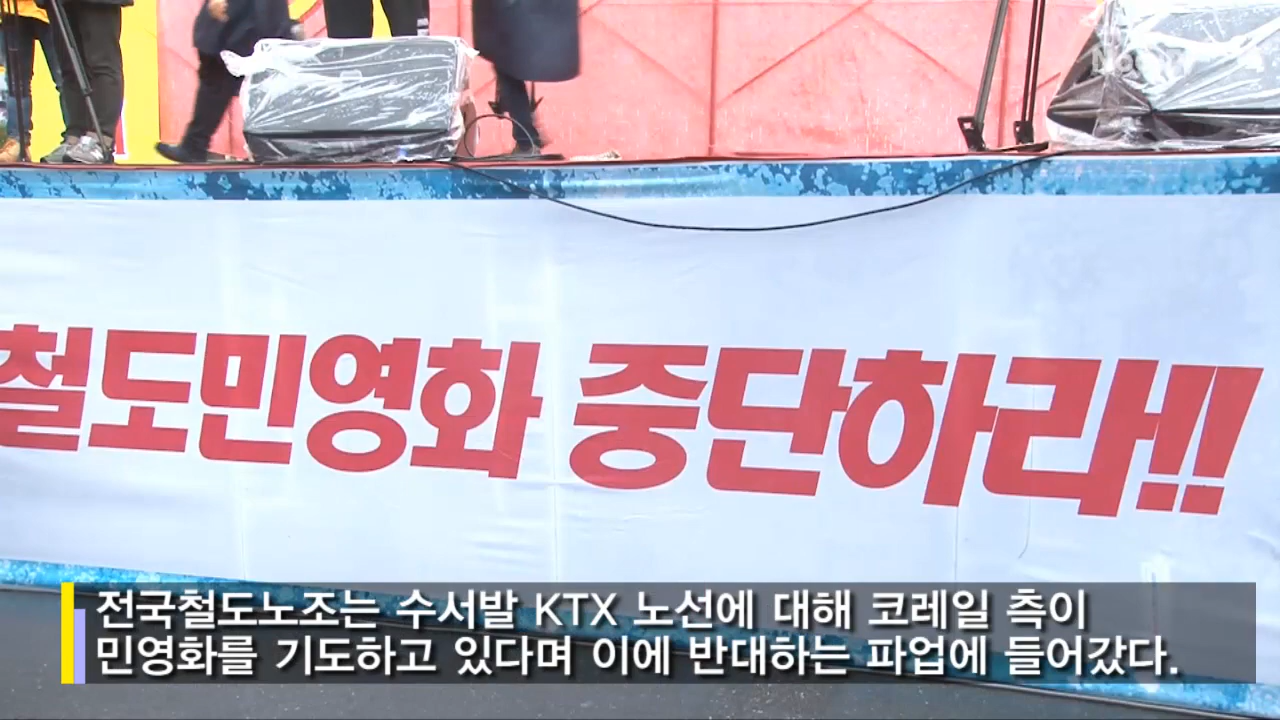 철도민영화 중단하라!!
전국철도노조는 수서발 KTX 노선에 대해 코레일 측이
민영화를 기도하고 있다며 이에 반대하는 파업에 들어갔다.